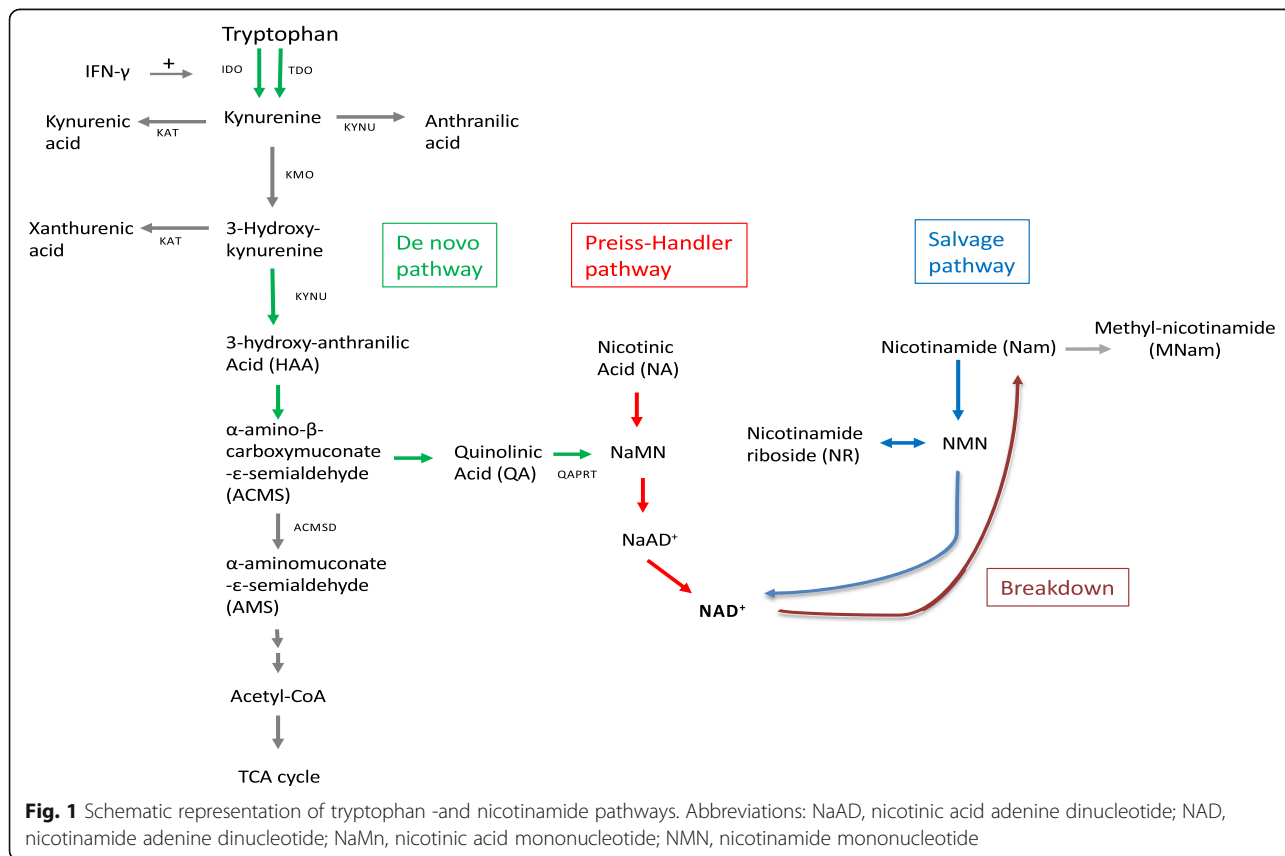 Tryptophan
IFN-γ
+
IDO
TDO
Kynurenic
acid
KAT
Kynurenine
KYNU
Anthranilic
acid
KMO
Xanthurenic
acid
KAT
3-Hydroxy-
kynurenine
De novo
pathway
Preiss-Handler
pathway
Salvage
pathway
KYNU
3-hydroxy-anthranilic
Acid (HAA)
Nicotinic
Acid (NA)
Nicotinamide (Nam)
Methyl-nicotinamide
(MNam)
α-amino-β-
carboxymuconate
-ε-semialdehyde
(ACMS)
Quinolinic
Acid (QA)
QAPRT
NaMN
Nicotinamide
riboside (NR)
NMN
ACMSD
NaAD⁺
α-aminomuconate
-ε-semialdehyde
(AMS)
NAD⁺
Breakdown
Acetyl-CoA
TCA cycle
Fig. 1 Schematic representation of tryptophan -and nicotinamide pathways. Abbreviations: NaAD, nicotinic acid adenine dinucleotide; NAD,
nicotinamide adenine dinucleotide; NaMn, nicotinic acid mononucleotide; NMN, nicotinamide mononucleotide